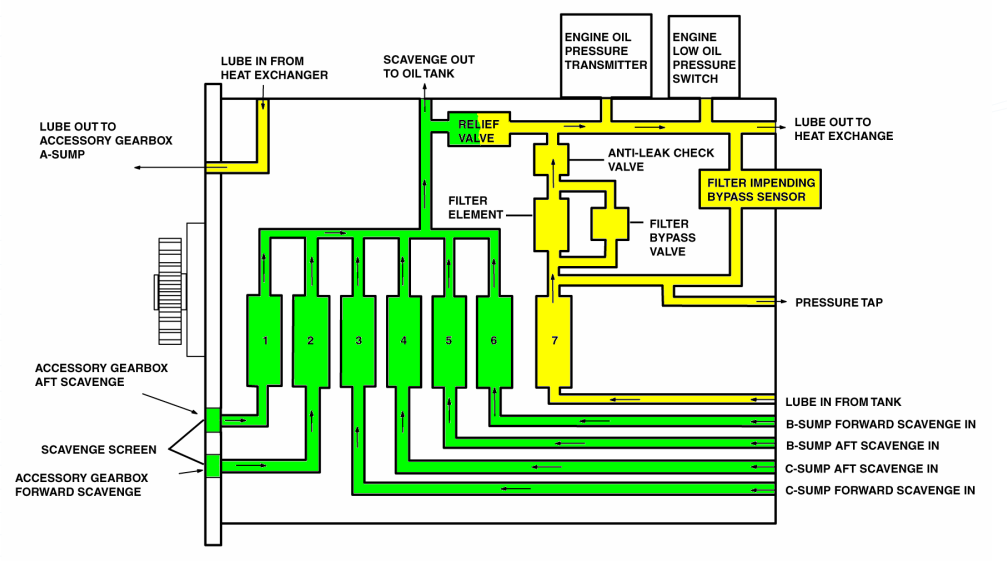 ENGINE OIL
PRESSURE
TRANSMITTER
ENGINE
LOW OIL
PRESSURE
SWITCH
LUBE IN FROM
HEAT EXCHANGER
SCAVENGE OUT
TO OIL TANK
LUBE OUT TO
ACCESSORY GEARBOX
A-SUMP
RELIEF
VALVE
LUBE OUT TO
HEAT EXCHANGE
ANTI-LEAK CHECK
VALVE
FILTER IMPENDING
BYPASS SENSOR
FILTER
ELEMENT
FILTER
BYPASS
VALVE
PRESSURE TAP
1
2
3
4
5
6
7
ACCESSORY GEARBOX
AFT SCAVENGE
SCAVENGE SCREEN
ACCESSORY GEARBOX
FORWARD SCAVENGE
LUBE IN FROM TANK
B-SUMP FORWARD SCAVENGE IN
B-SUMP AFT SCAVENGE IN
C-SUMP AFT SCAVENGE IN
C-SUMP FORWARD SCAVENGE IN